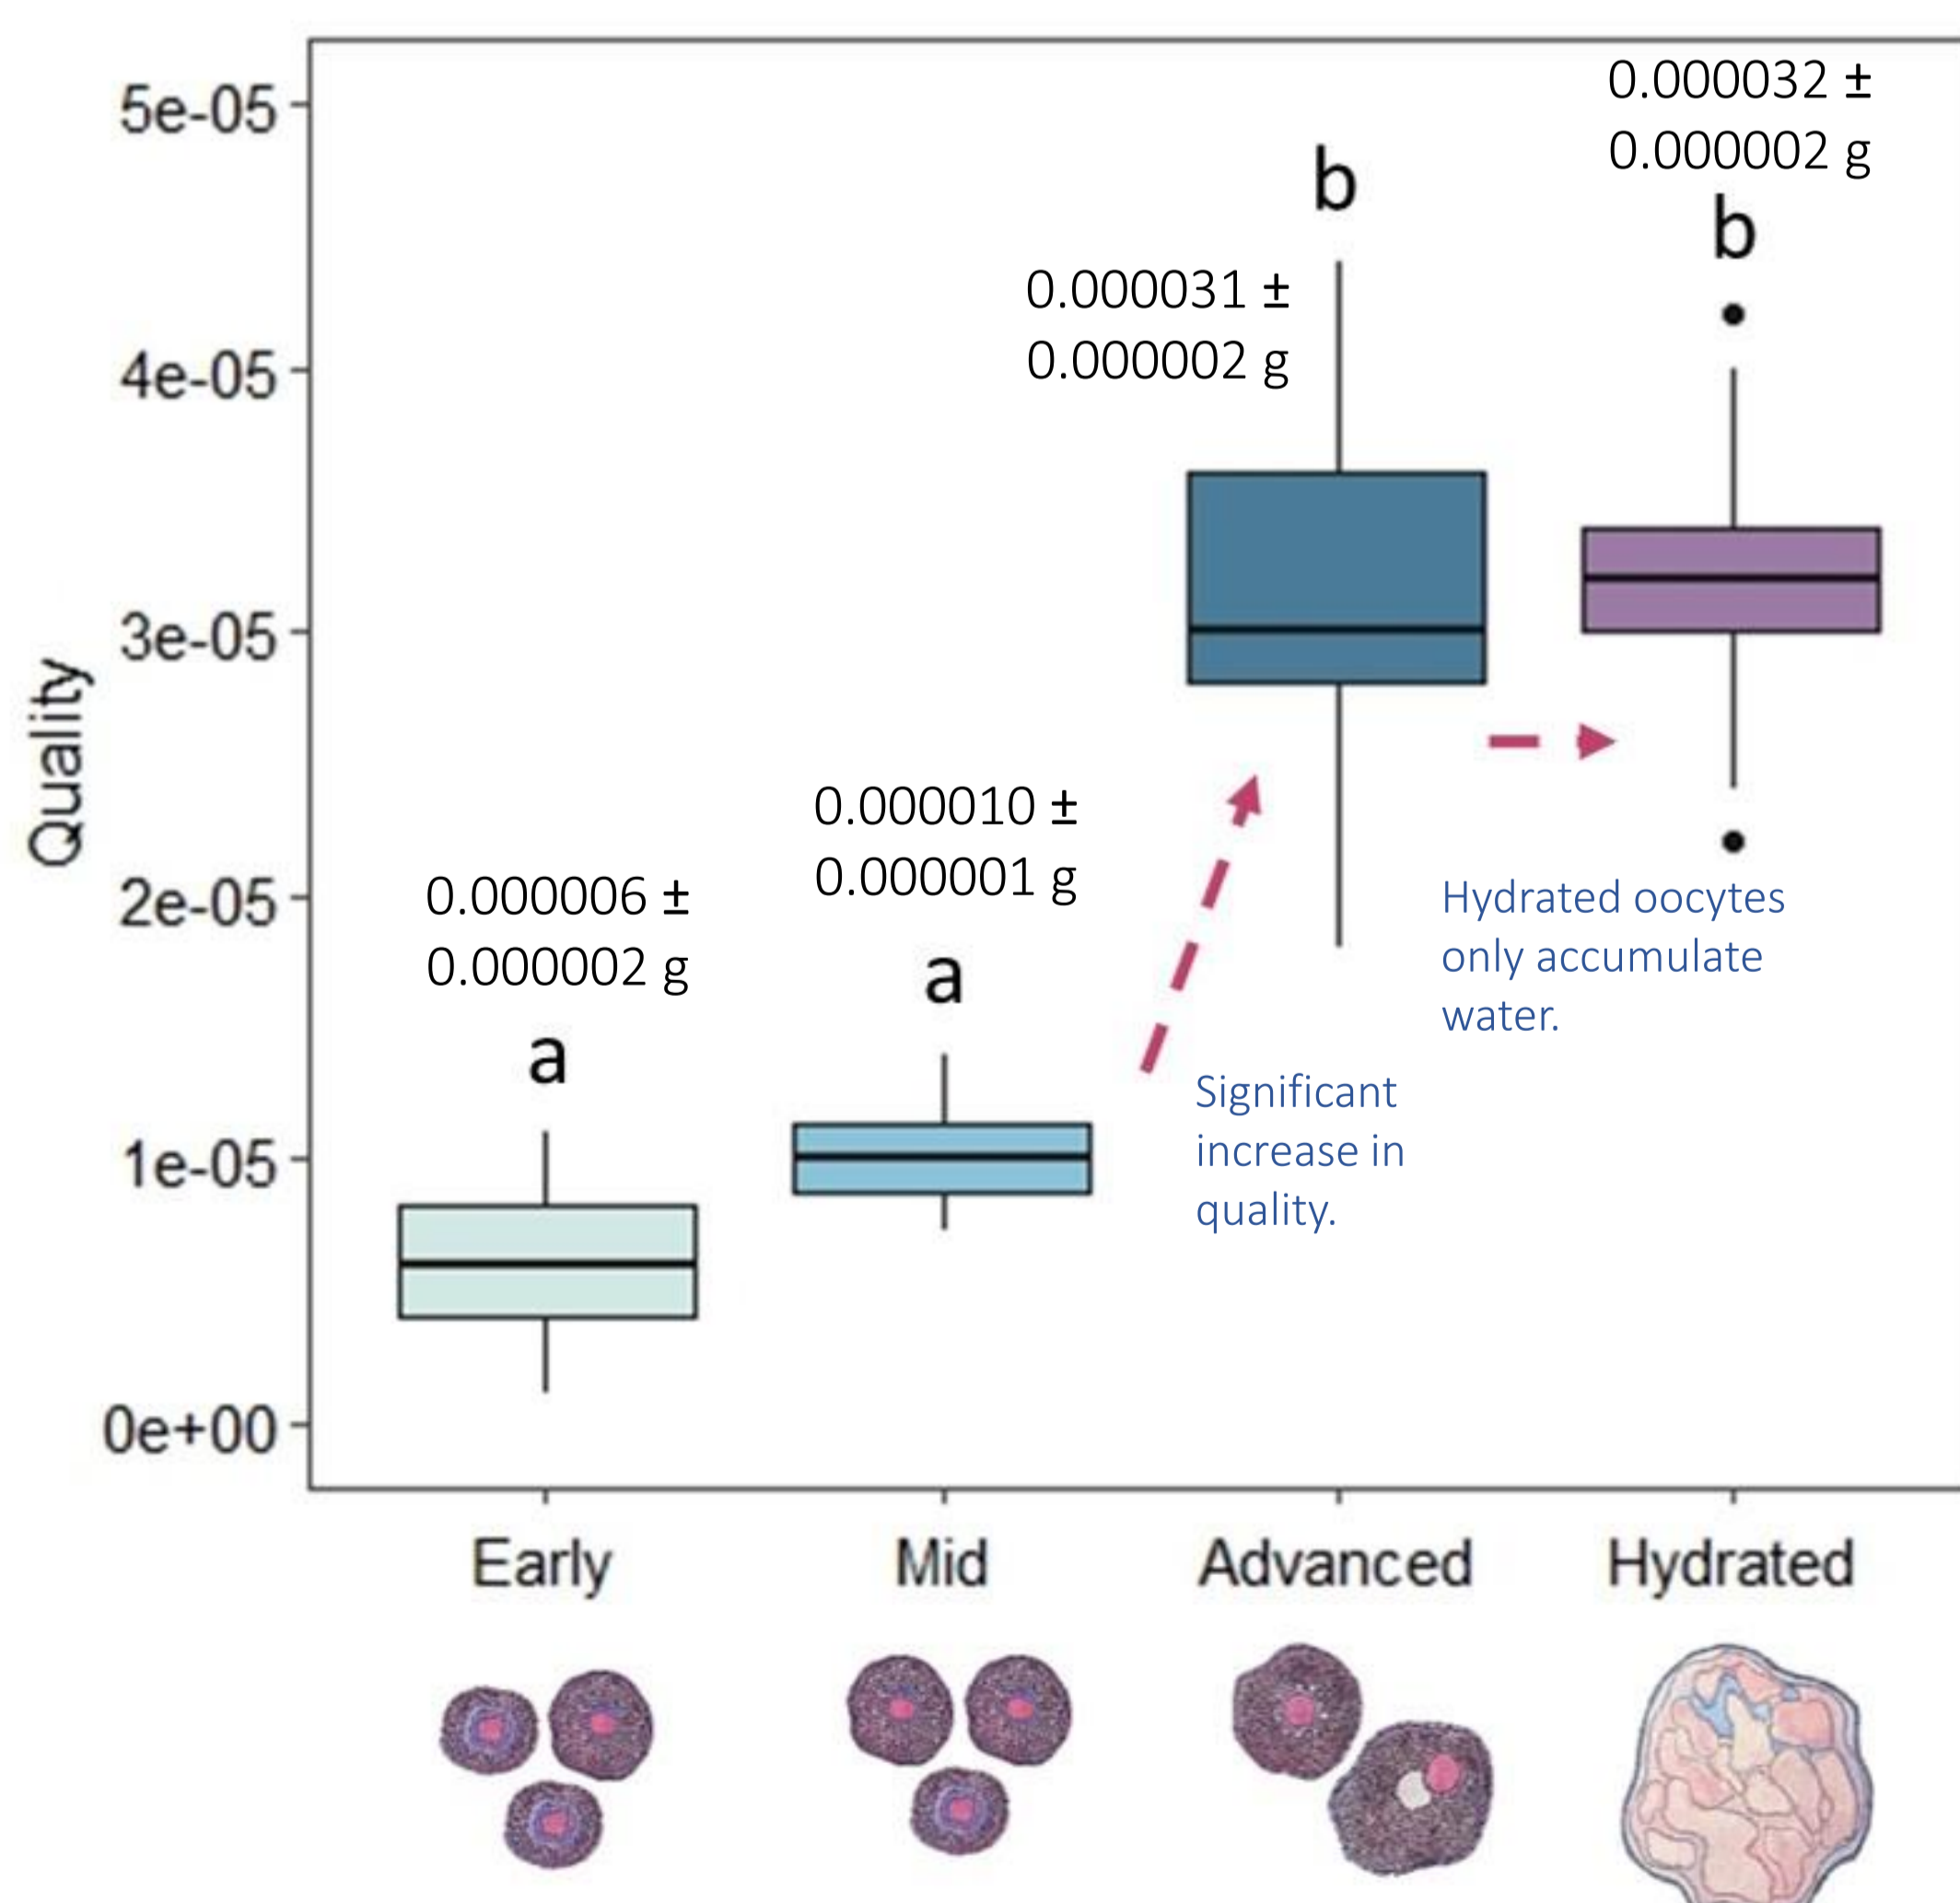 0.000032 ±
0.000002 g
5e-05
b
b
0.000031 ±
0.000002 g
4e-05
3e-05
Quality
0.000010 ±
0.000001 g
0.000006 ±
0.000002 g
2e-05
Hydrated oocytes
only accumulate
water.
a
a
Significant
increase in
quality.
1e-05
0e+00
Early
Mid
Advanced
Hydrated